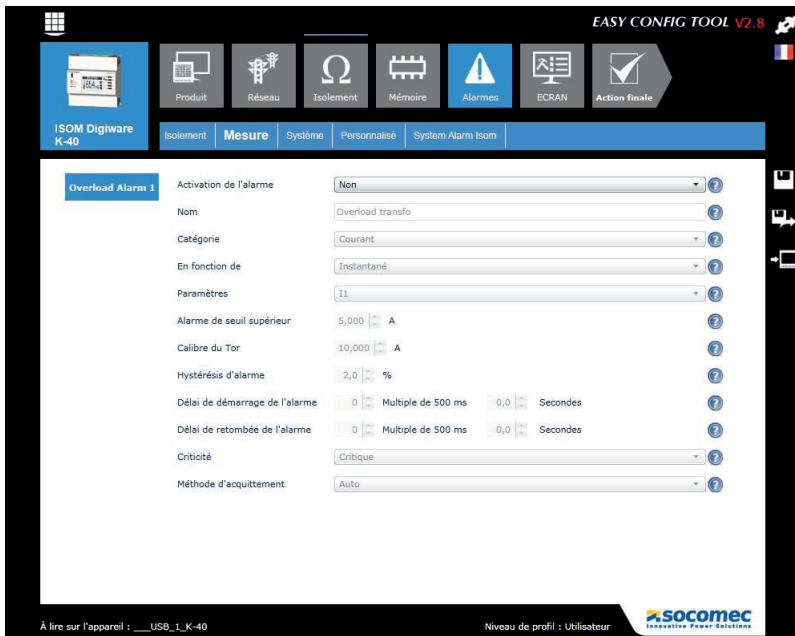 EASY CONFIG TOOL V2.8
Produit
Réseau
Isolement
Mémoire
Alarmes
ECRAN
Action finale
ISOM Digiware
K-40
Isolement
Mesure
Système
Personnalisé
System Alarm Isom
Overload Alarm 1
Activation de l'alarme Non
Nom Overload transfo
Catégorie Courant
En fonction de Instantané
Paramètres I1
Alarme de seuil supérieur 5,000 A
Calibre du Tor 10,000 A
Hystérésis d'alarme 2,0 %
Délai de démarrage de l'alarme 0 Multiple de 500 ms 0,0 Secondes
Délai de retombée de l'alarme 0 Multiple de 500 ms 0,0 Secondes
Criticité Critique
Méthode d'acquittement Auto
À lire sur l'appareil : ___USB_1_K-40
Niveau de profil : Utilisateur
socomec
Innovative Power Solutions